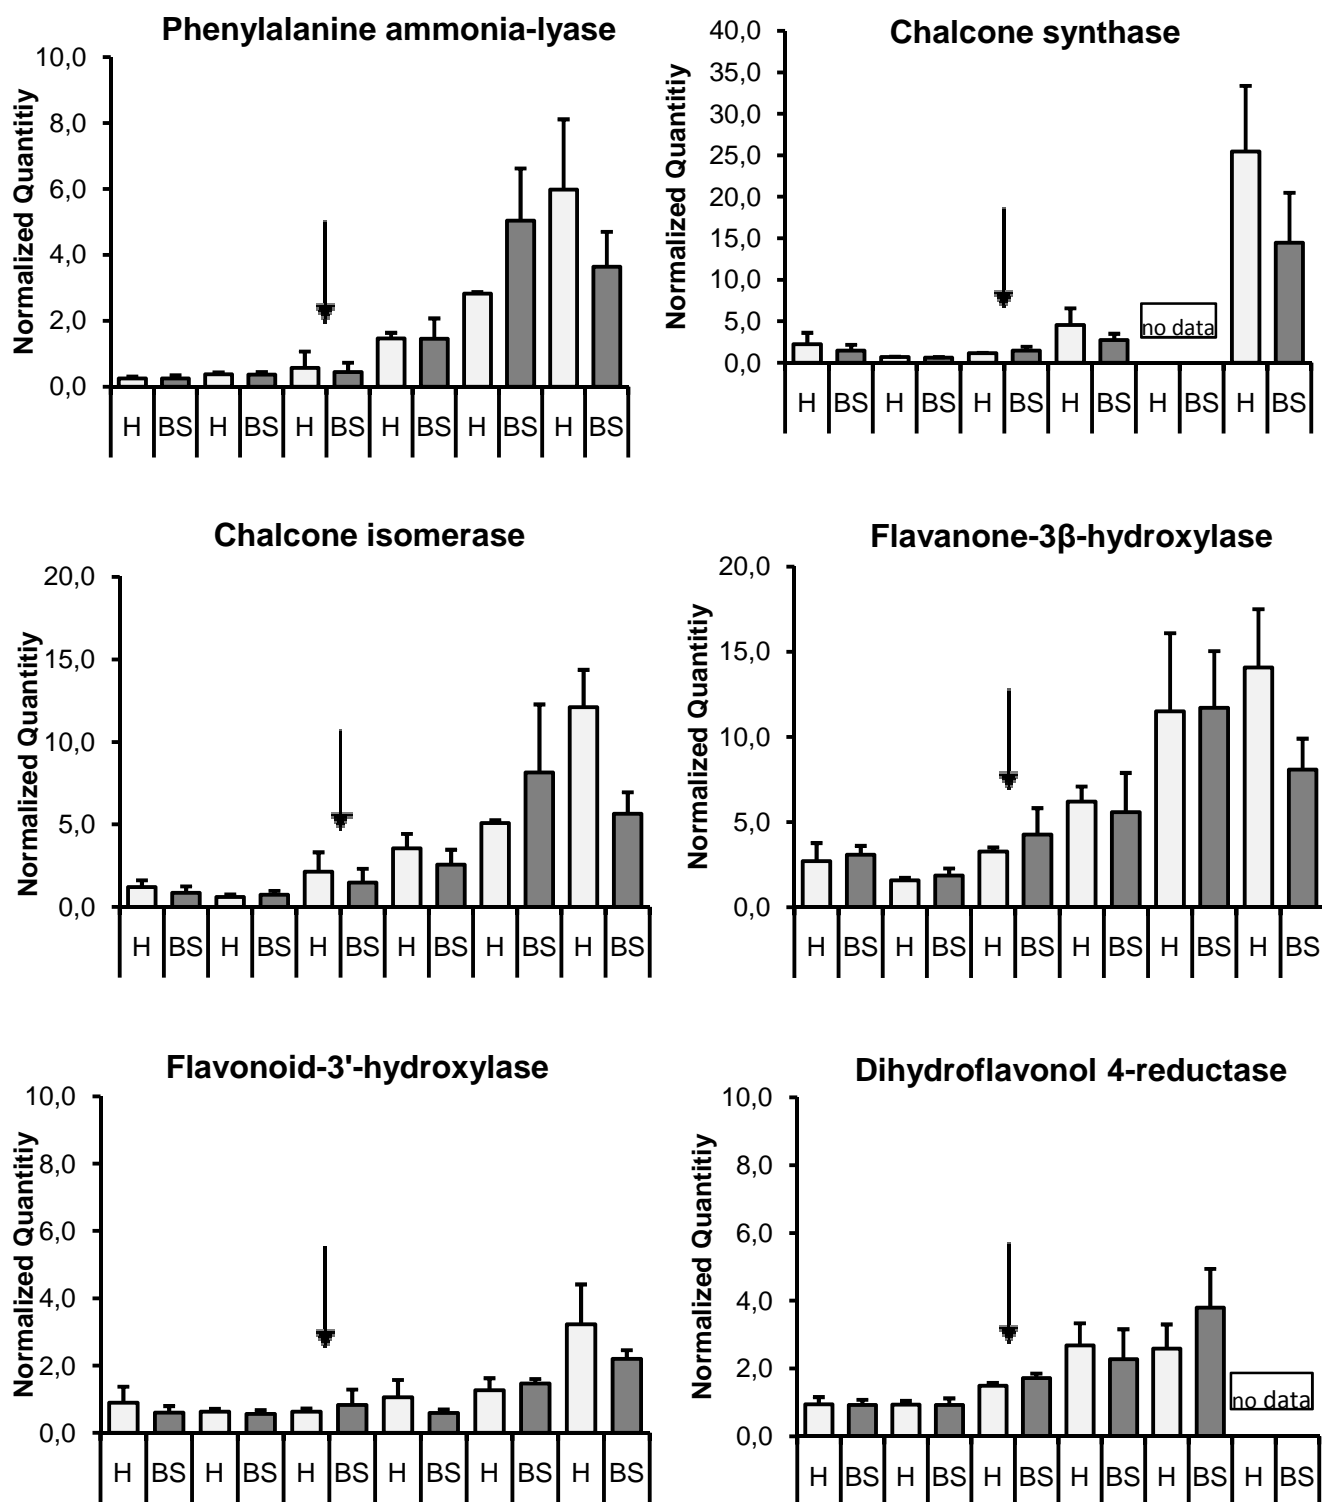 Phenylalanine ammonia-lyase
Normalized Quantitiy
10,0
8,0
6,0
4,0
2,0
0,0
H BS H BS H BS H BS H BS H BS
Chalcone synthase
Normalized Quantity
40,0
35,0
30,0
25,0
20,0
15,0
10,0
5,0
0,0
no data
H BS H BS H BS H BS H BS H BS
Chalcone isomerase
Normalized Quantitiy
20,0
15,0
10,0
5,0
0,0
H BS H BS H BS H BS H BS H BS
Flavanone-3β-hydroxylase
Normalized Quantity
20,0
15,0
10,0
5,0
0,0
H BS H BS H BS H BS H BS H BS
Flavonoid-3'-hydroxylase
Normalized Quantitiy
10,0
8,0
6,0
4,0
2,0
0,0
H BS H BS H BS H BS H BS H BS
Dihydroflavonol 4-reductase
Normalized Quantitiy
10,0
8,0
6,0
4,0
2,0
0,0
no data
H BS H BS H BS H BS H BS H BS